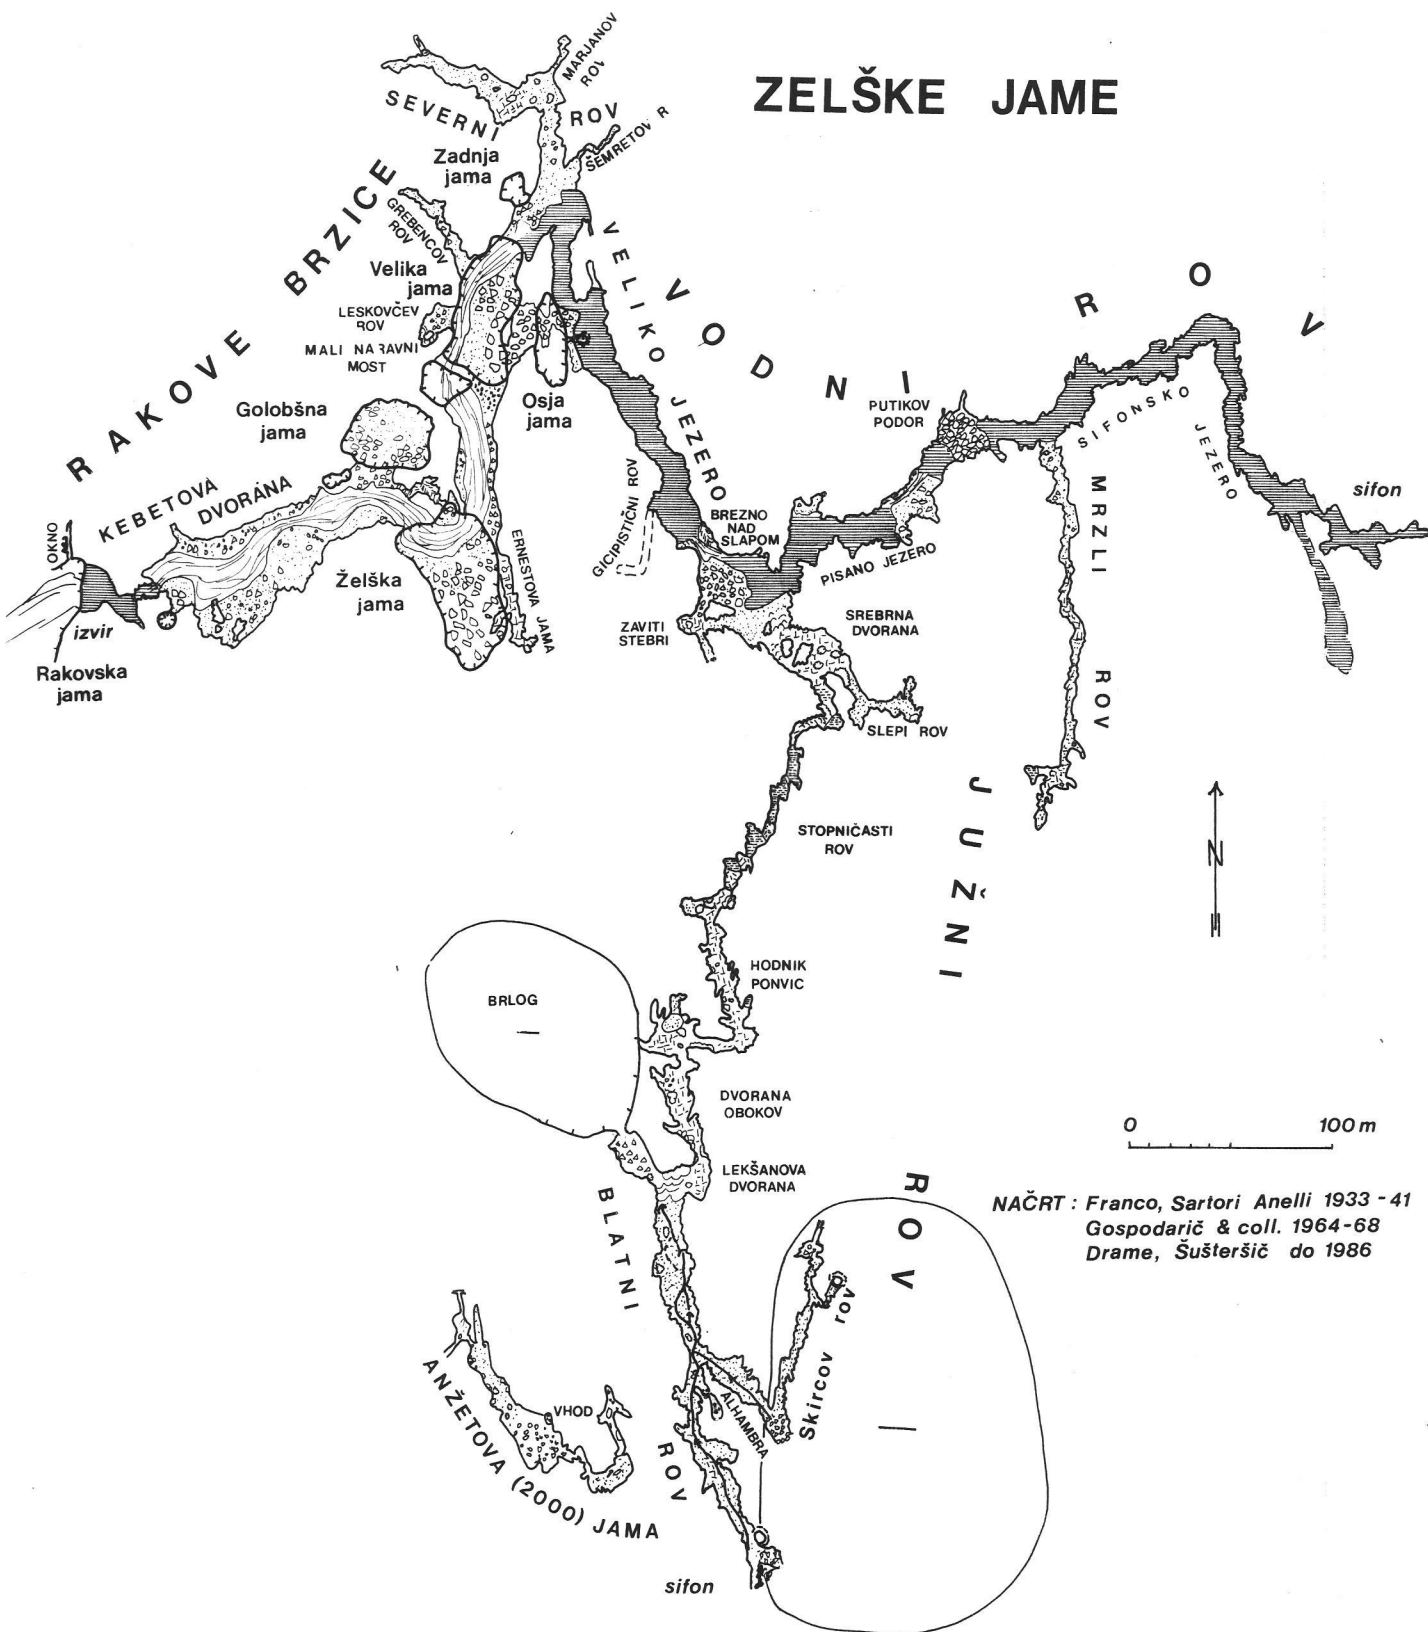 ZELŠKE JAME
MARJANOV
ROV
SEVERNI ROV
ŠEMRETOV R
Zadnja
jama
RAKOVE BRZICE
GREBENCOV
ROV
Velika
jama
LESKOVČEV
ROV
MALI NARAVNI
MOST
Golobšna
jama
Osja
jama
VELIKO JEZERO
VODNI ROV
PUTIKOV
PODOR
SIFONSKO
JEZERO
sifon
KEBETOVA
DVORANA
OKNO
izvir
Rakovska
jama
Želška
jama
ERNESTOVA JAMA
GICIPISTIČNI ROV
BREZNO
NAD
SLAPOM
PISANO JEZERO
MRZLI ROV
ZAVITI
STEBRI
SREBRNA
DVORANA
SLEPI ROV
STOPNIČASTI
ROV
JUŽNI ROV
N
HODNIK
PONVIC
BRLOG
DVORANA
OBOKOV
LEKŠANOVA
DVORANA
0 100 m
NAČRT : Franco, Sartori Anelli 1933 - 41
Gospodarič & coll. 1964-68
Drame, Šušteršič do 1986
BLATNI ROV
Skircov rov
ALHAMBRA
VHOD
ANŽETOVA (2000) JAMA
sifon